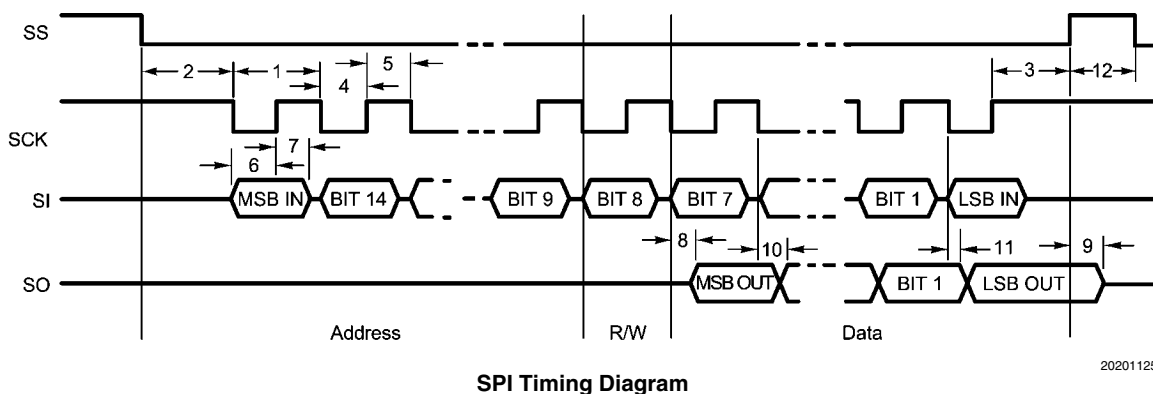 SS
2 1 4 5 3 12
SCK
6 7
SI MSB IN BIT 14 BIT 9 BIT 8 BIT 7 BIT 1 LSB IN
8 10 11 9
SO MSB OUT BIT 1 LSB OUT
Address R/W Data
20201125
SPI Timing Diagram